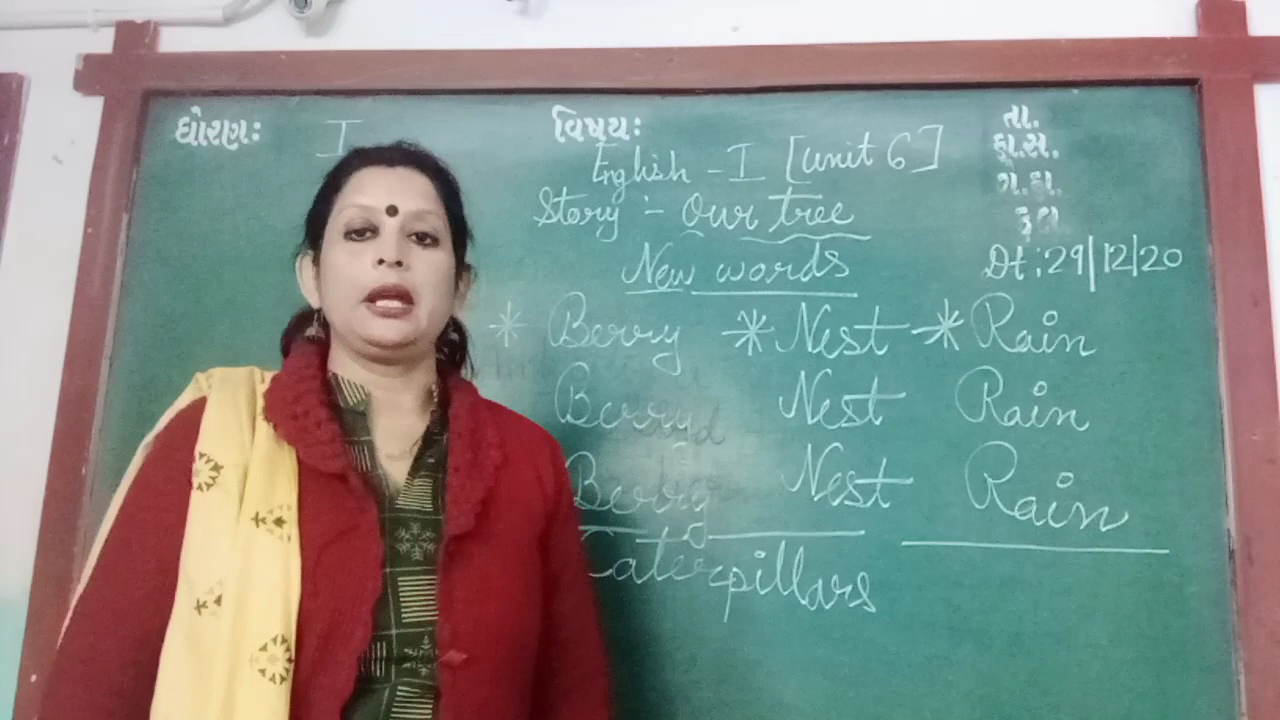 ધોરણઃ I વિષયઃ તા.
English - I [unit 6] હા.સ.
ગ.હા.
Story :- Our tree કુલ
New words Dt:29/12/20
* Berry * Nest * Rain
Berry Nest Rain
Berry Nest Rain
Caterpillars